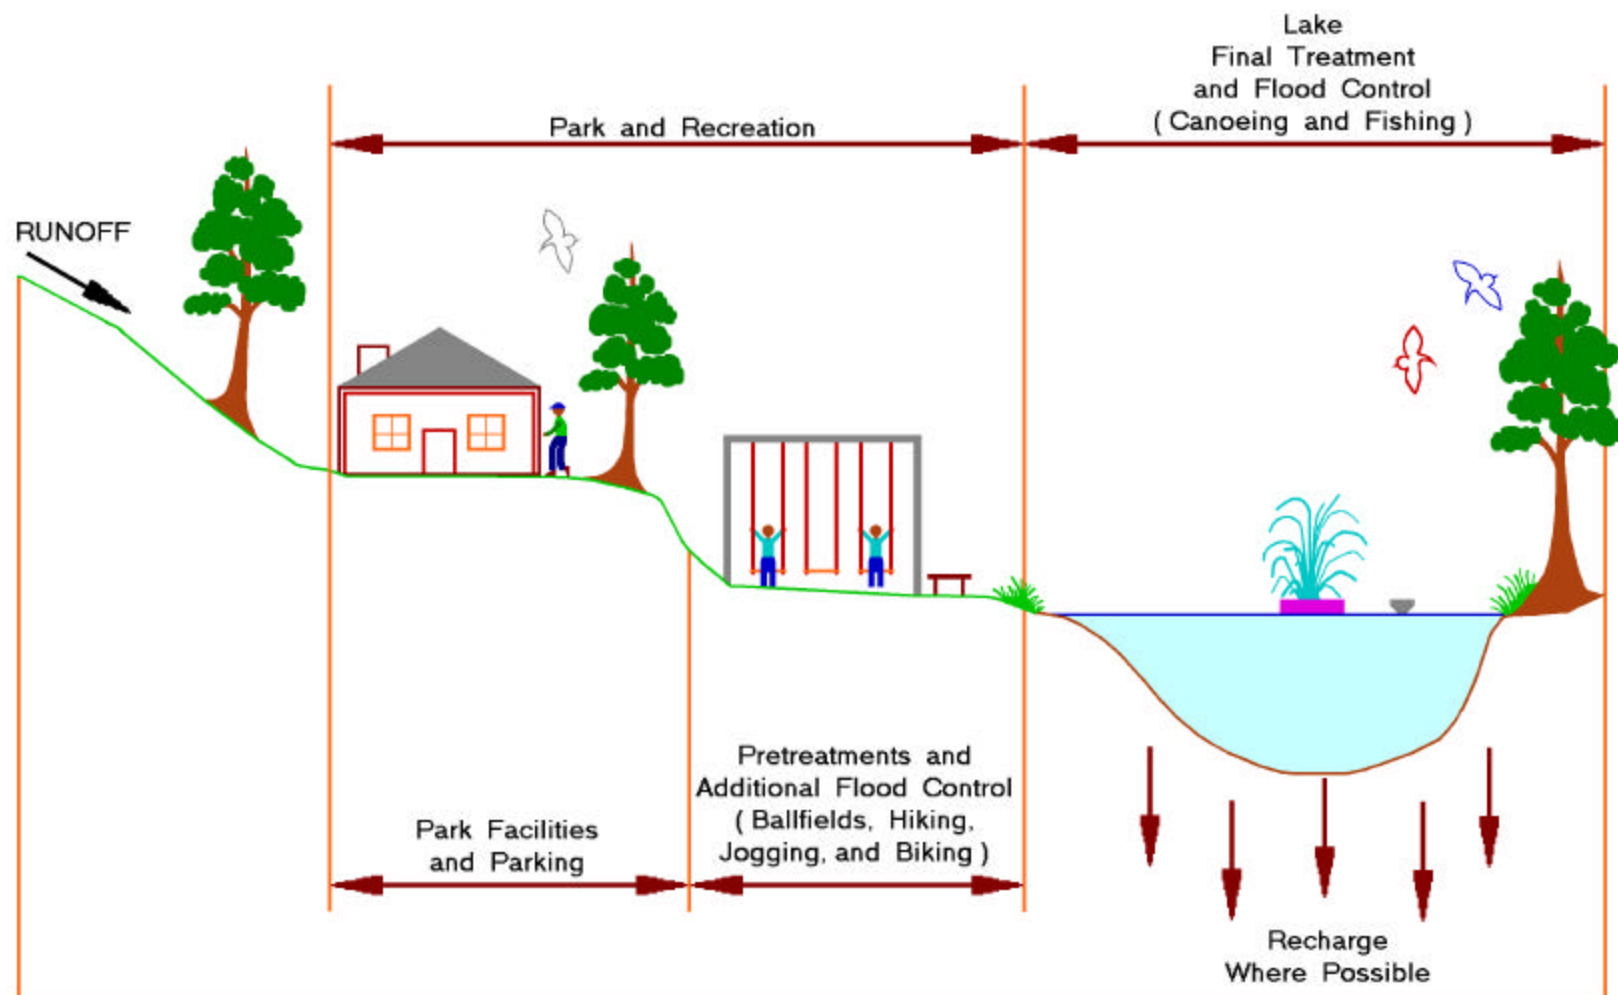 Lake
Final Treatment
and Flood Control
( Canoeing and Fishing )
Park and Recreation
RUNOFF
Pretreatments and
Additional Flood Control
( Ballfields, Hiking,
Jogging, and Biking )
Park Facilities
and Parking
Recharge
Where Possible